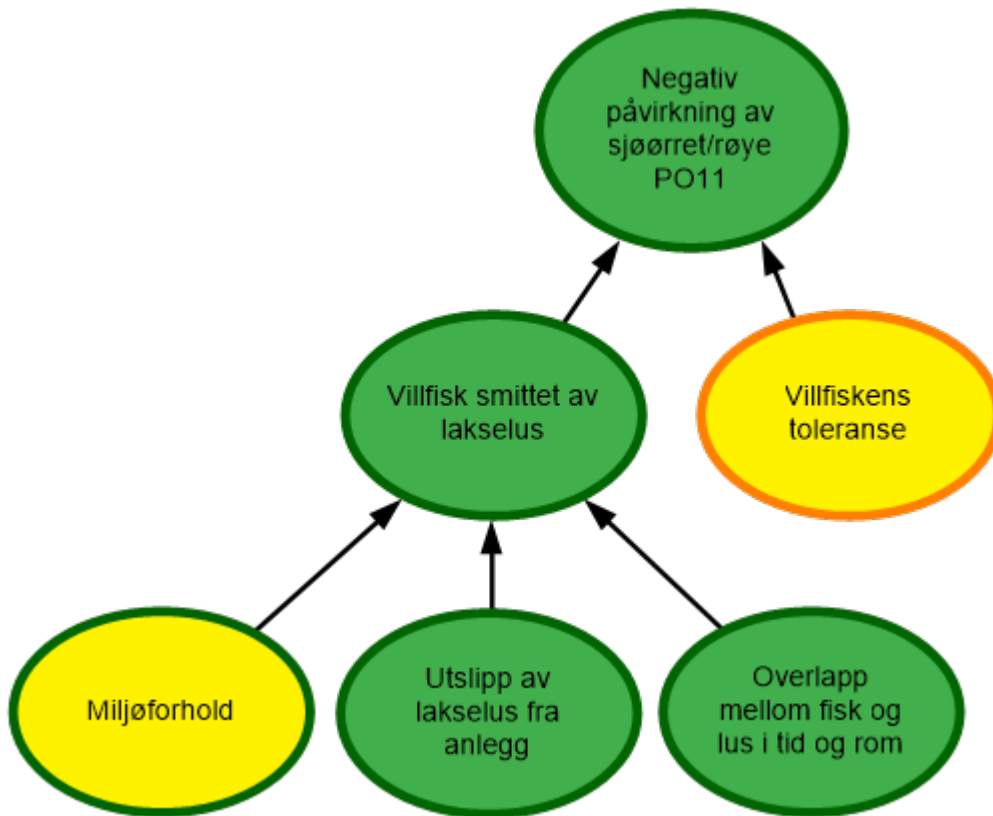 Negativ
påvirkning av
sjøørret/røye
PO11
Villfisk smittet av
lakselus
Villfiskens
toleranse
Miljøforhold
Utslipp av
lakselus fra
anlegg
Overlapp
mellom fisk og
lus i tid og rom